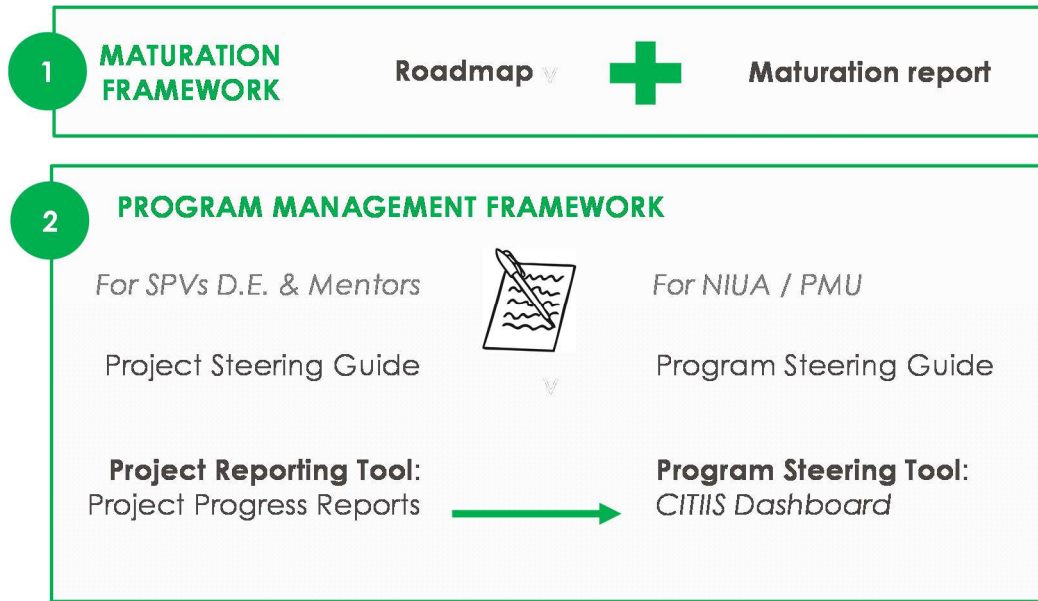 1
MATURATION
FRAMEWORK
Roadmap v
Maturation report
2
PROGRAM MANAGEMENT FRAMEWORK
For SPVs D.E. & Mentors
For NIUA / PMU
Project Steering Guide
Program Steering Guide
v
Project Reporting Tool:
Project Progress Reports
Program Steering Tool:
CITIIS Dashboard